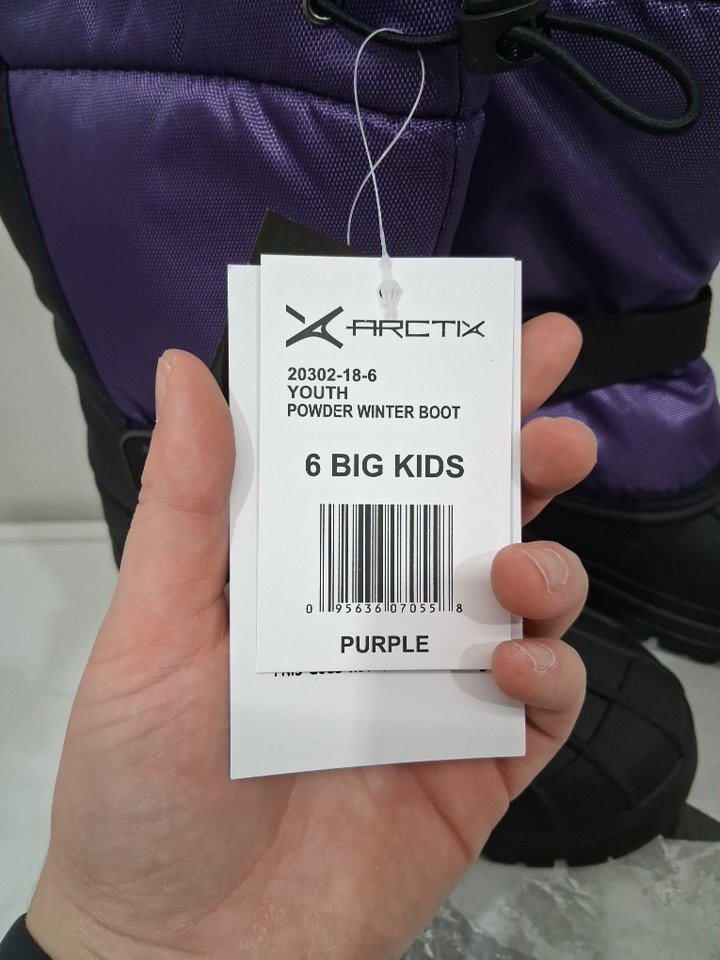 ARCTIX
20302-18-6
YOUTH
POWDER WINTER BOOT
6 BIG KIDS
0 95636 07055 8
PURPLE